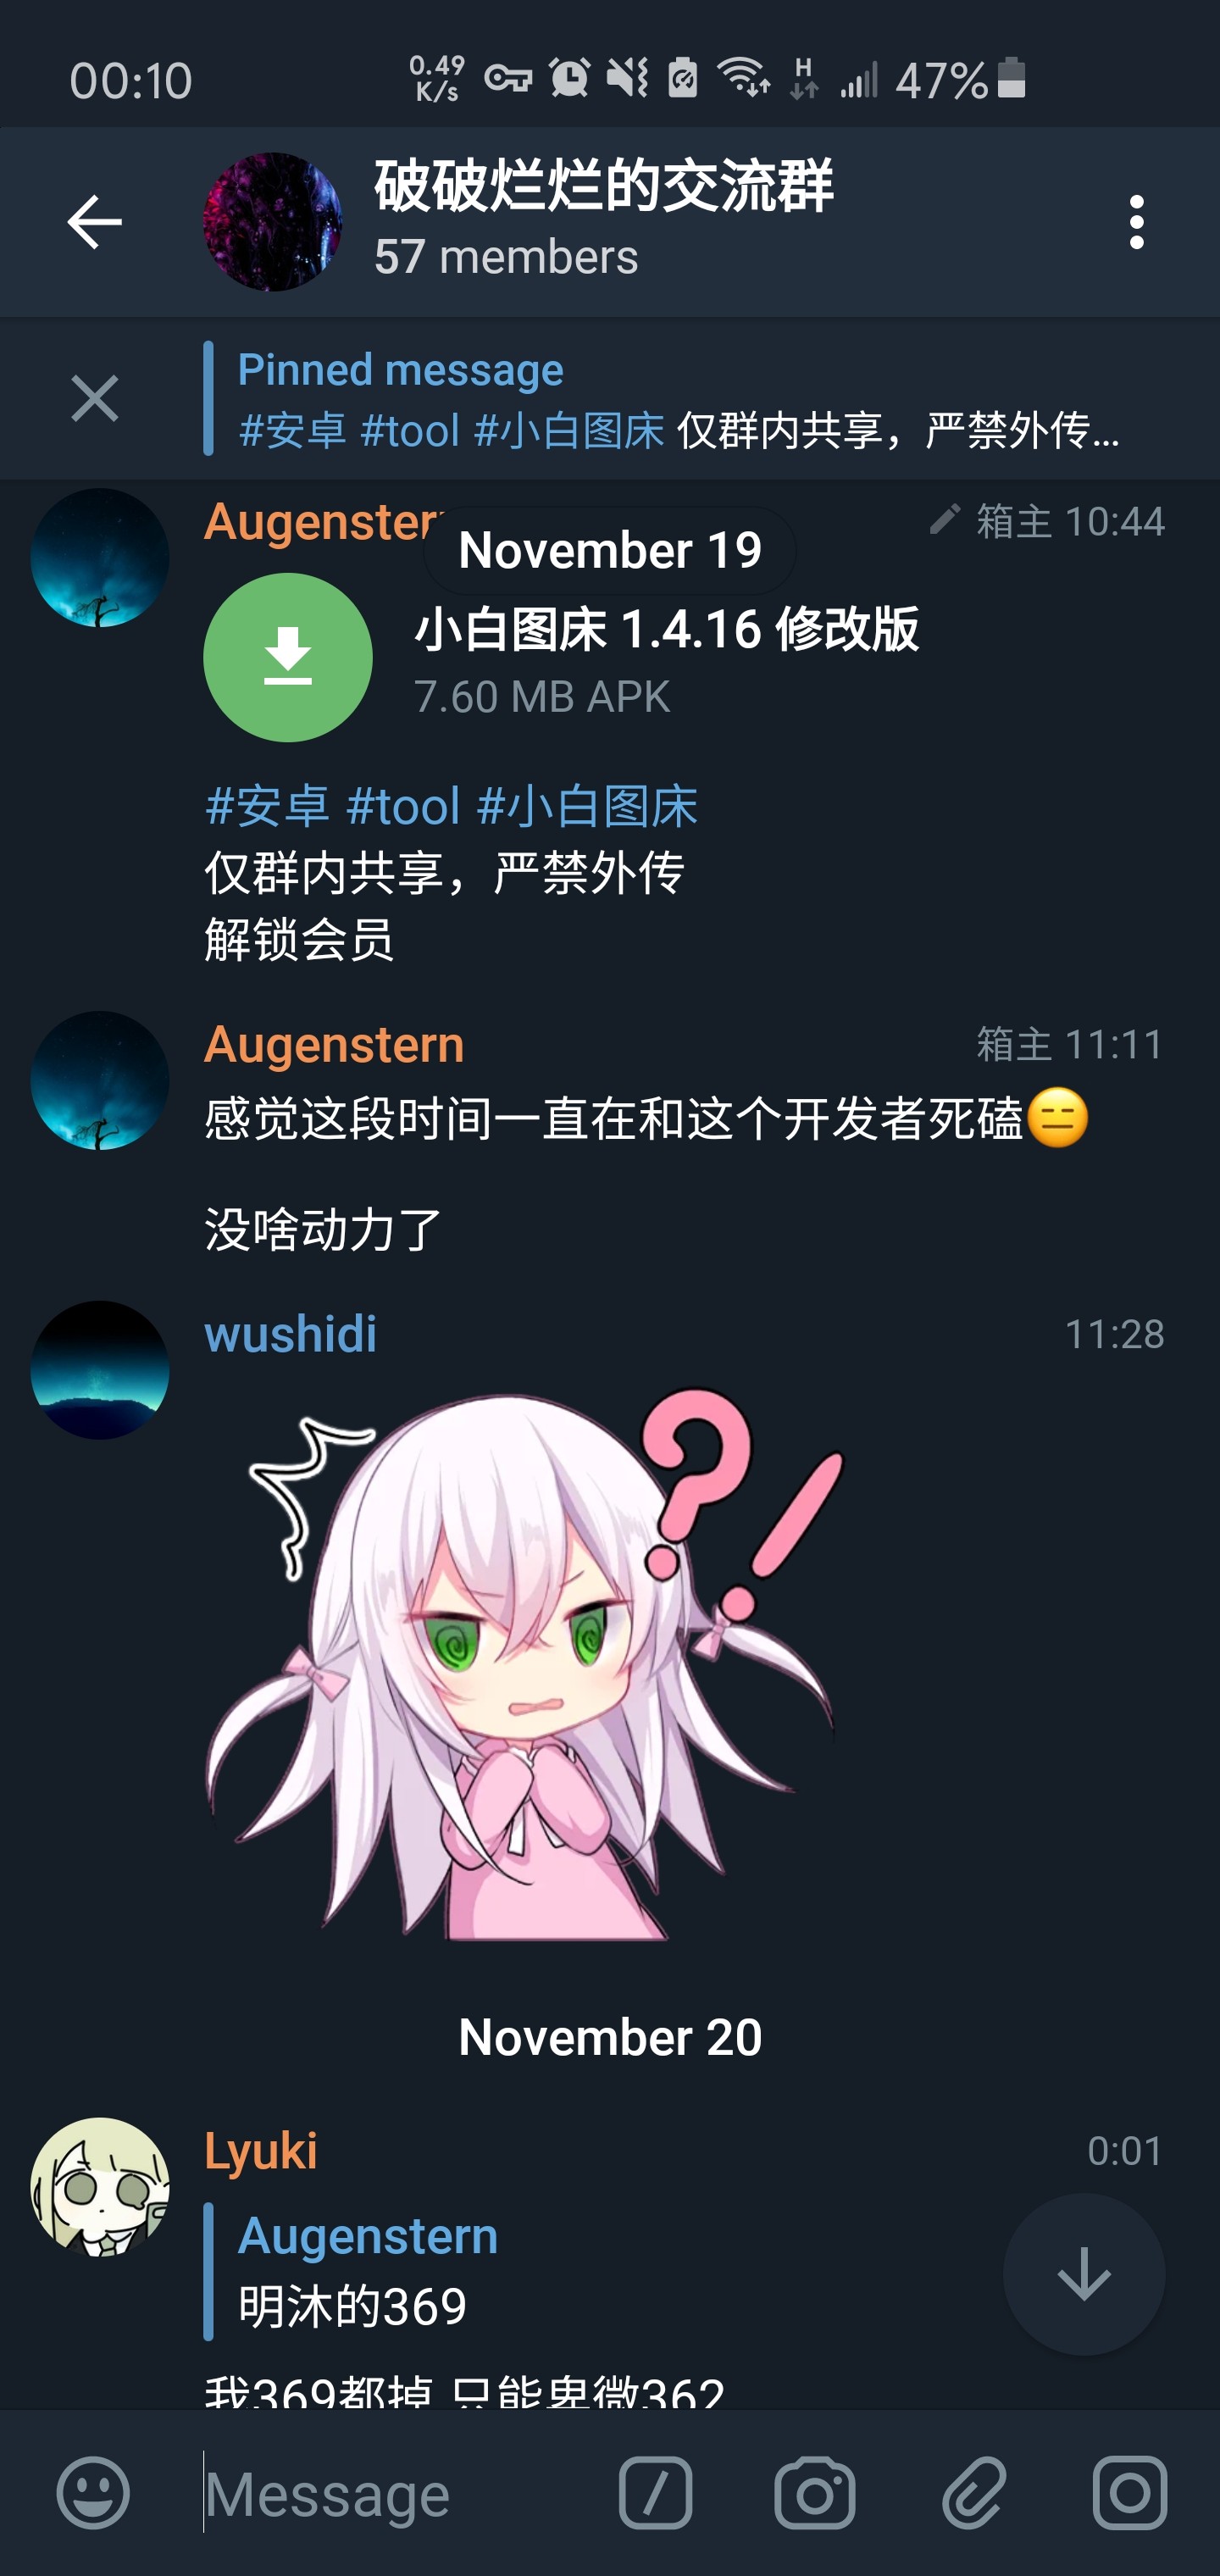 00:10
0.49
K/s
H
47%
破破烂烂的交流群
57 members
Pinned message
#安卓 #tool #小白图床 仅群内共享，严禁外传...
Augenstern
箱主 10:44
November 19
小白图床 1.4.16 修改版
7.60 MB APK
#安卓 #tool #小白图床
仅群内共享，严禁外传
解锁会员
Augenstern
箱主 11:11
感觉这段时间一直在和这个开发者死磕😑
没啥动力了
wushidi
11:28
?!
November 20
Lyuki
0:01
Augenstern
明沐的369
我369都掉 只能卑微362
Message